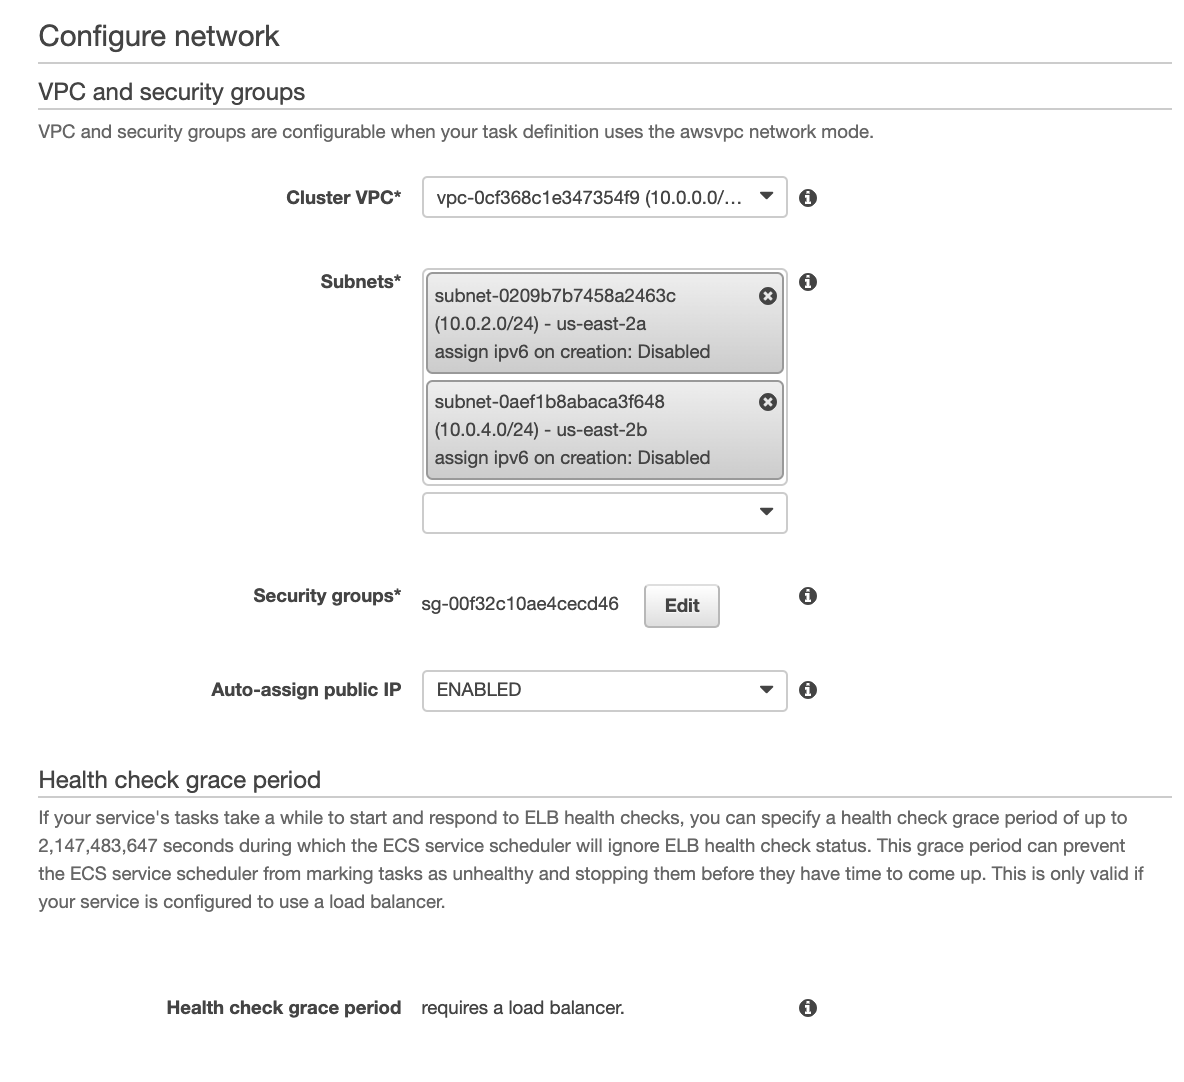 Configure network
VPC and security groups
VPC and security groups are configurable when your task definition uses the awsvpc network mode.
Cluster VPC*
vpc-0cf368c1e347354f9 (10.0.0.0/...
Subnets*
subnet-0209b7b7458a2463c
(10.0.2.0/24) - us-east-2a
assign ipv6 on creation: Disabled
subnet-0aef1b8abaca3f648
(10.0.4.0/24) - us-east-2b
assign ipv6 on creation: Disabled
Security groups*
sg-00f32c10ae4cecd46
Edit
Auto-assign public IP
ENABLED
Health check grace period
If your service's tasks take a while to start and respond to ELB health checks, you can specify a health check grace period of up to
2,147,483,647 seconds during which the ECS service scheduler will ignore ELB health check status. This grace period can prevent
the ECS service scheduler from marking tasks as unhealthy and stopping them before they have time to come up. This is only valid if
your service is configured to use a load balancer.
Health check grace period
requires a load balancer.